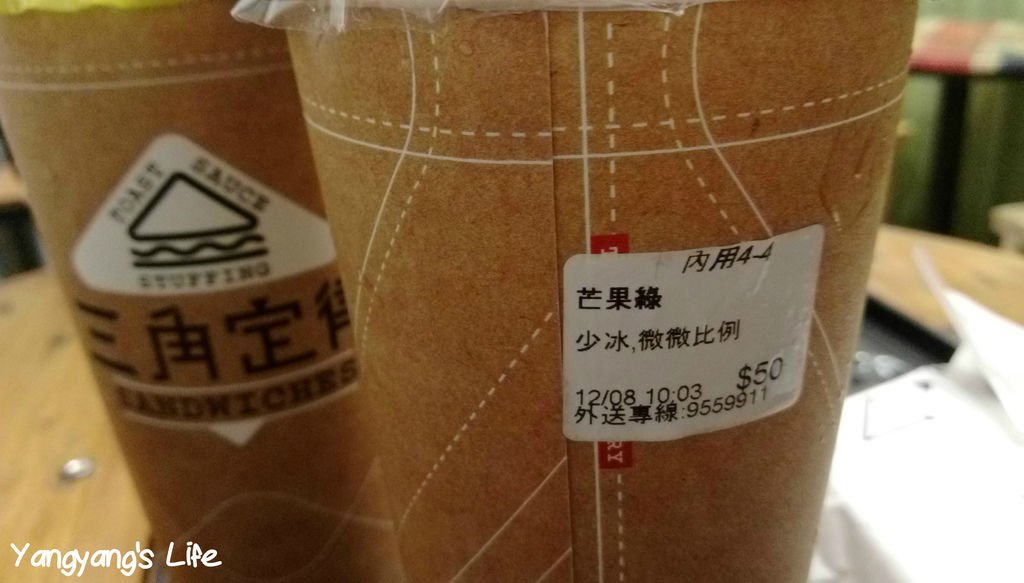 TOAST SAUCE
STUFFING
三角定
SANDWICHES
內用4-4
芒果綠
少冰,微微比例
$50
12/08 10:03
外送專線:9559911
RY
Yangyang's Life